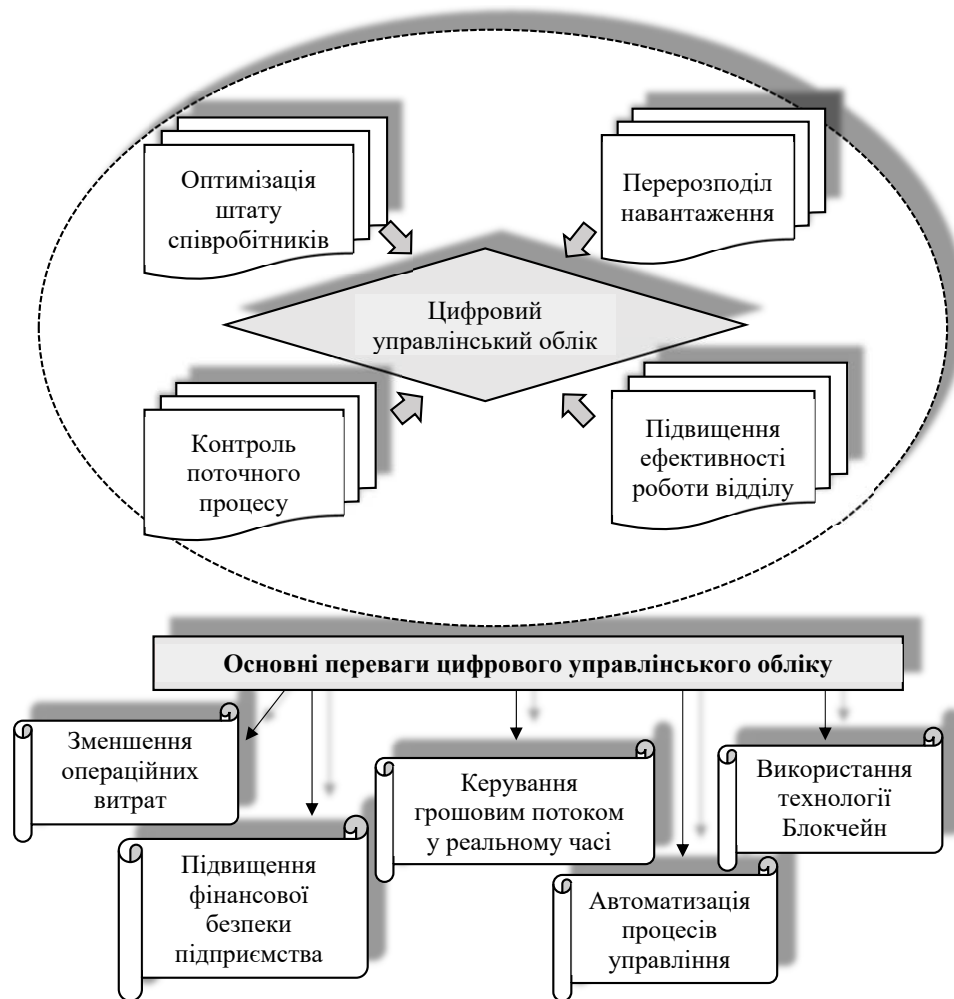 Оптимізація
штату
співробітників
Перерозподіл
навантаження
Цифровий
управлінський облік
Контроль
поточного
процесу
Підвищення
ефективності
роботи відділу
Основні переваги цифрового управлінського обліку
Зменшення
операційних
витрат
Підвищення
фінансової
безпеки
підприємства
Керування
грошовим потоком
у реальному часі
Автоматизація
процесів
управління
Використання
технології
Блокчейн